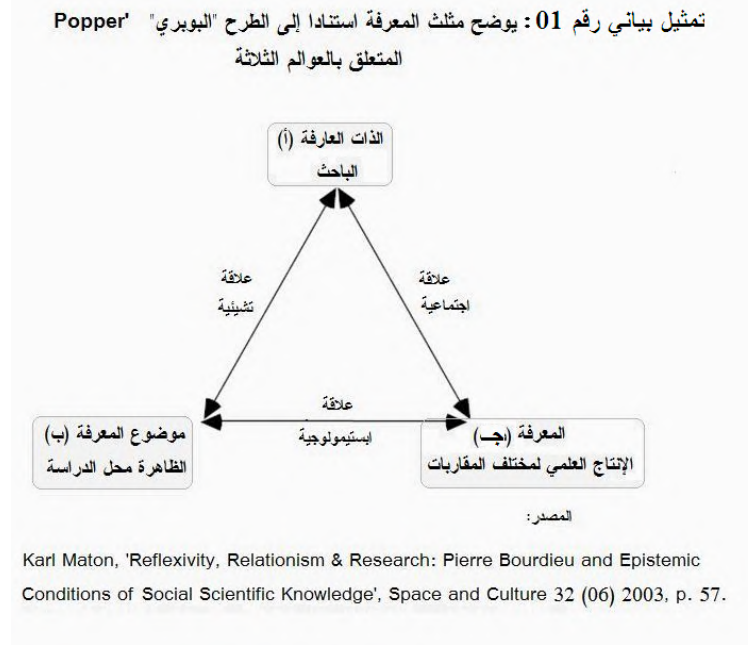 تمثيل بياني رقم 01: يوضح مثلث المعرفة استنادا إلى الطرح "البوبري" 'Popper
المتعلق بالعوالم الثلاثة
الذات العارفة (أ)
الباحث
علاقة
تشيئية
علاقة
اجتماعية
علاقة
ابستيمولوجية
موضوع المعرفة (ب)
الظاهرة محل الدراسة
المعرفة (جـ)
الإنتاج العلمي لمختلف المقاربات
المصدر:
Karl Maton, 'Reflexivity, Relationism & Research: Pierre Bourdieu and Epistemic
Conditions of Social Scientific Knowledge', Space and Culture 32 (06) 2003, p. 57.